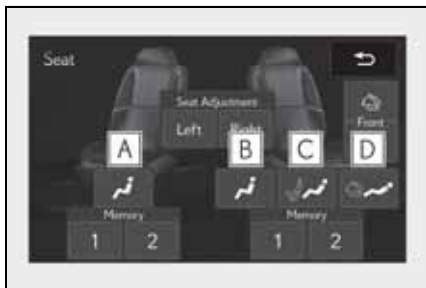 Seat
Seat Adjustment
Left Right
Front
A B C D
Memory Memory
1 2 1 2